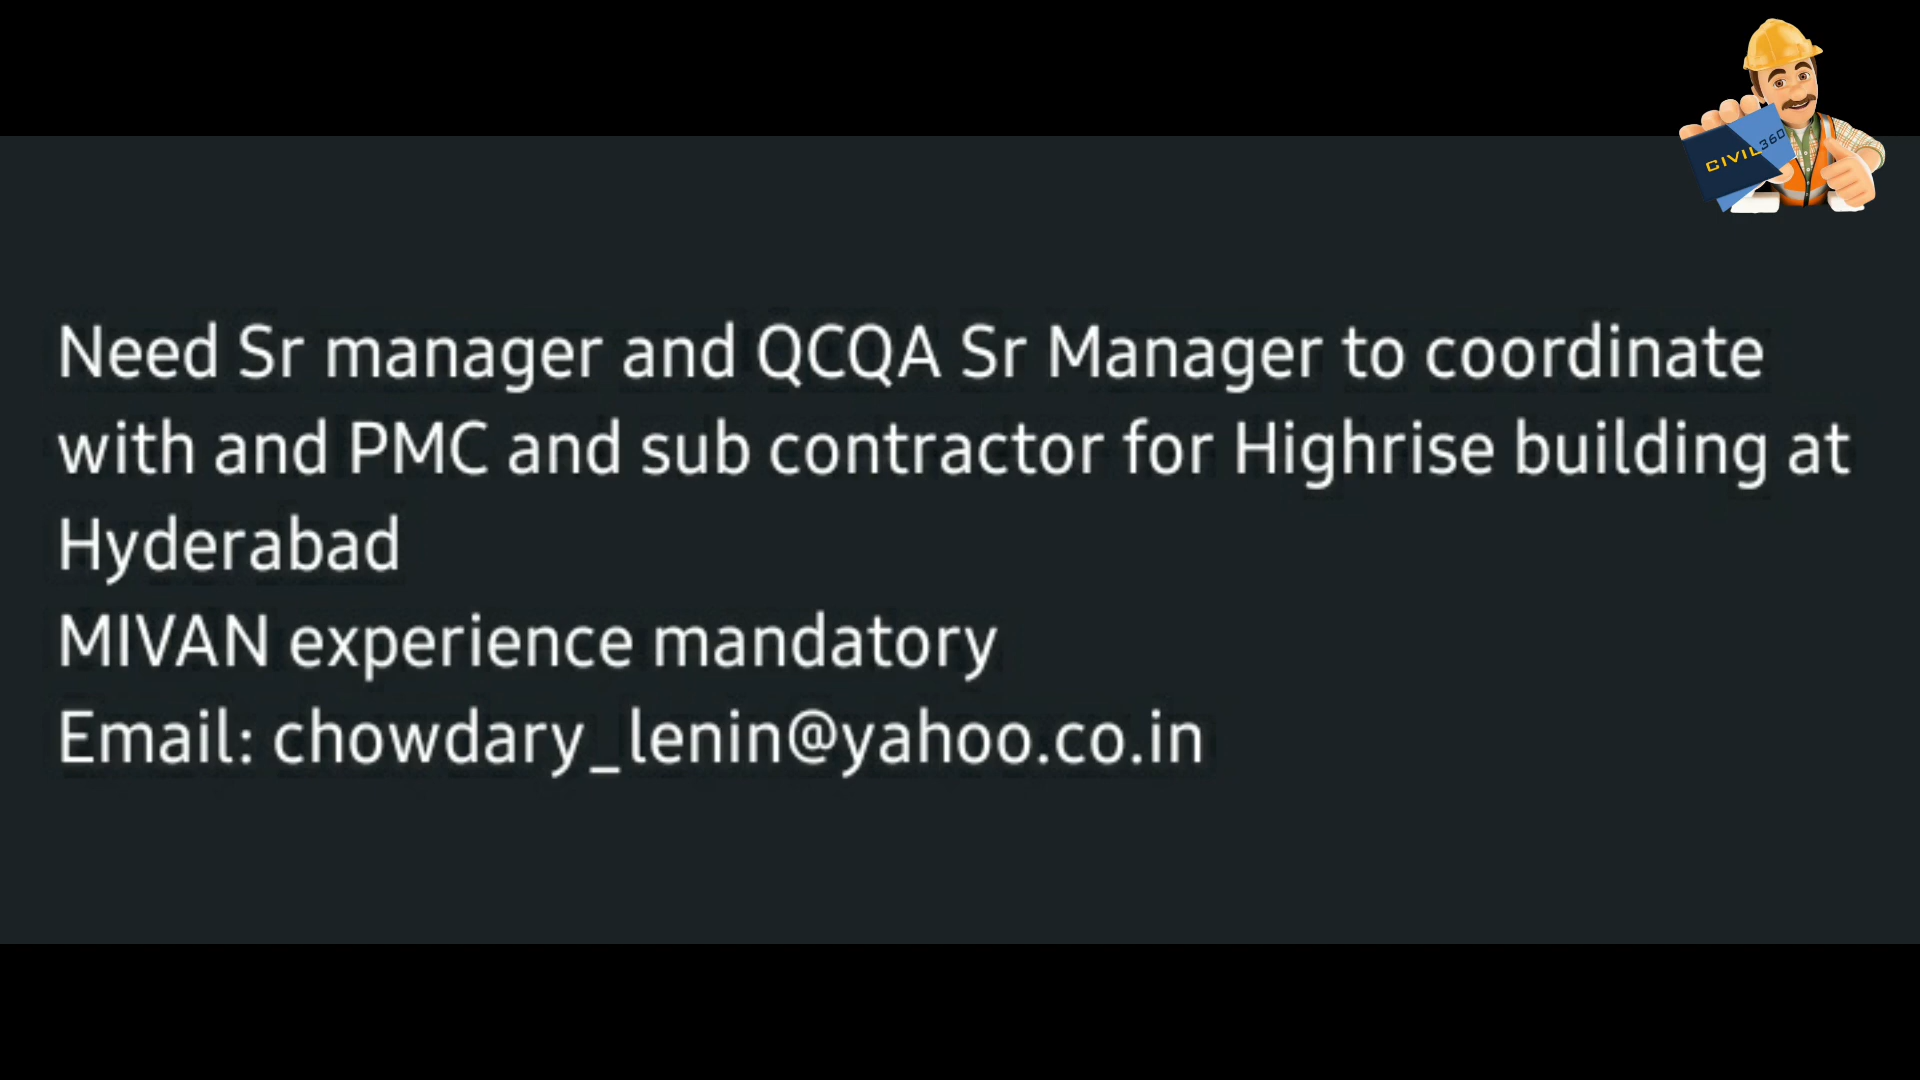 CIVIL360
Need Sr manager and QCQA Sr Manager to coordinate
with and PMC and sub contractor for Highrise building at
Hyderabad
MIVAN experience mandatory
Email: chowdary_lenin@yahoo.co.in